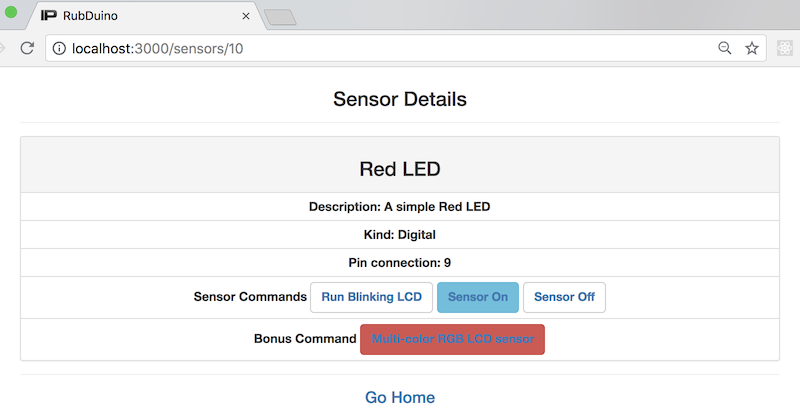 IP RubDuino
localhost:3000/sensors/10
Sensor Details
Red LED
Description: A simple Red LED
Kind: Digital
Pin connection: 9
Sensor Commands Run Blinking LCD Sensor On Sensor Off
Bonus Command Multi-color RGB LCD sensor
Go Home